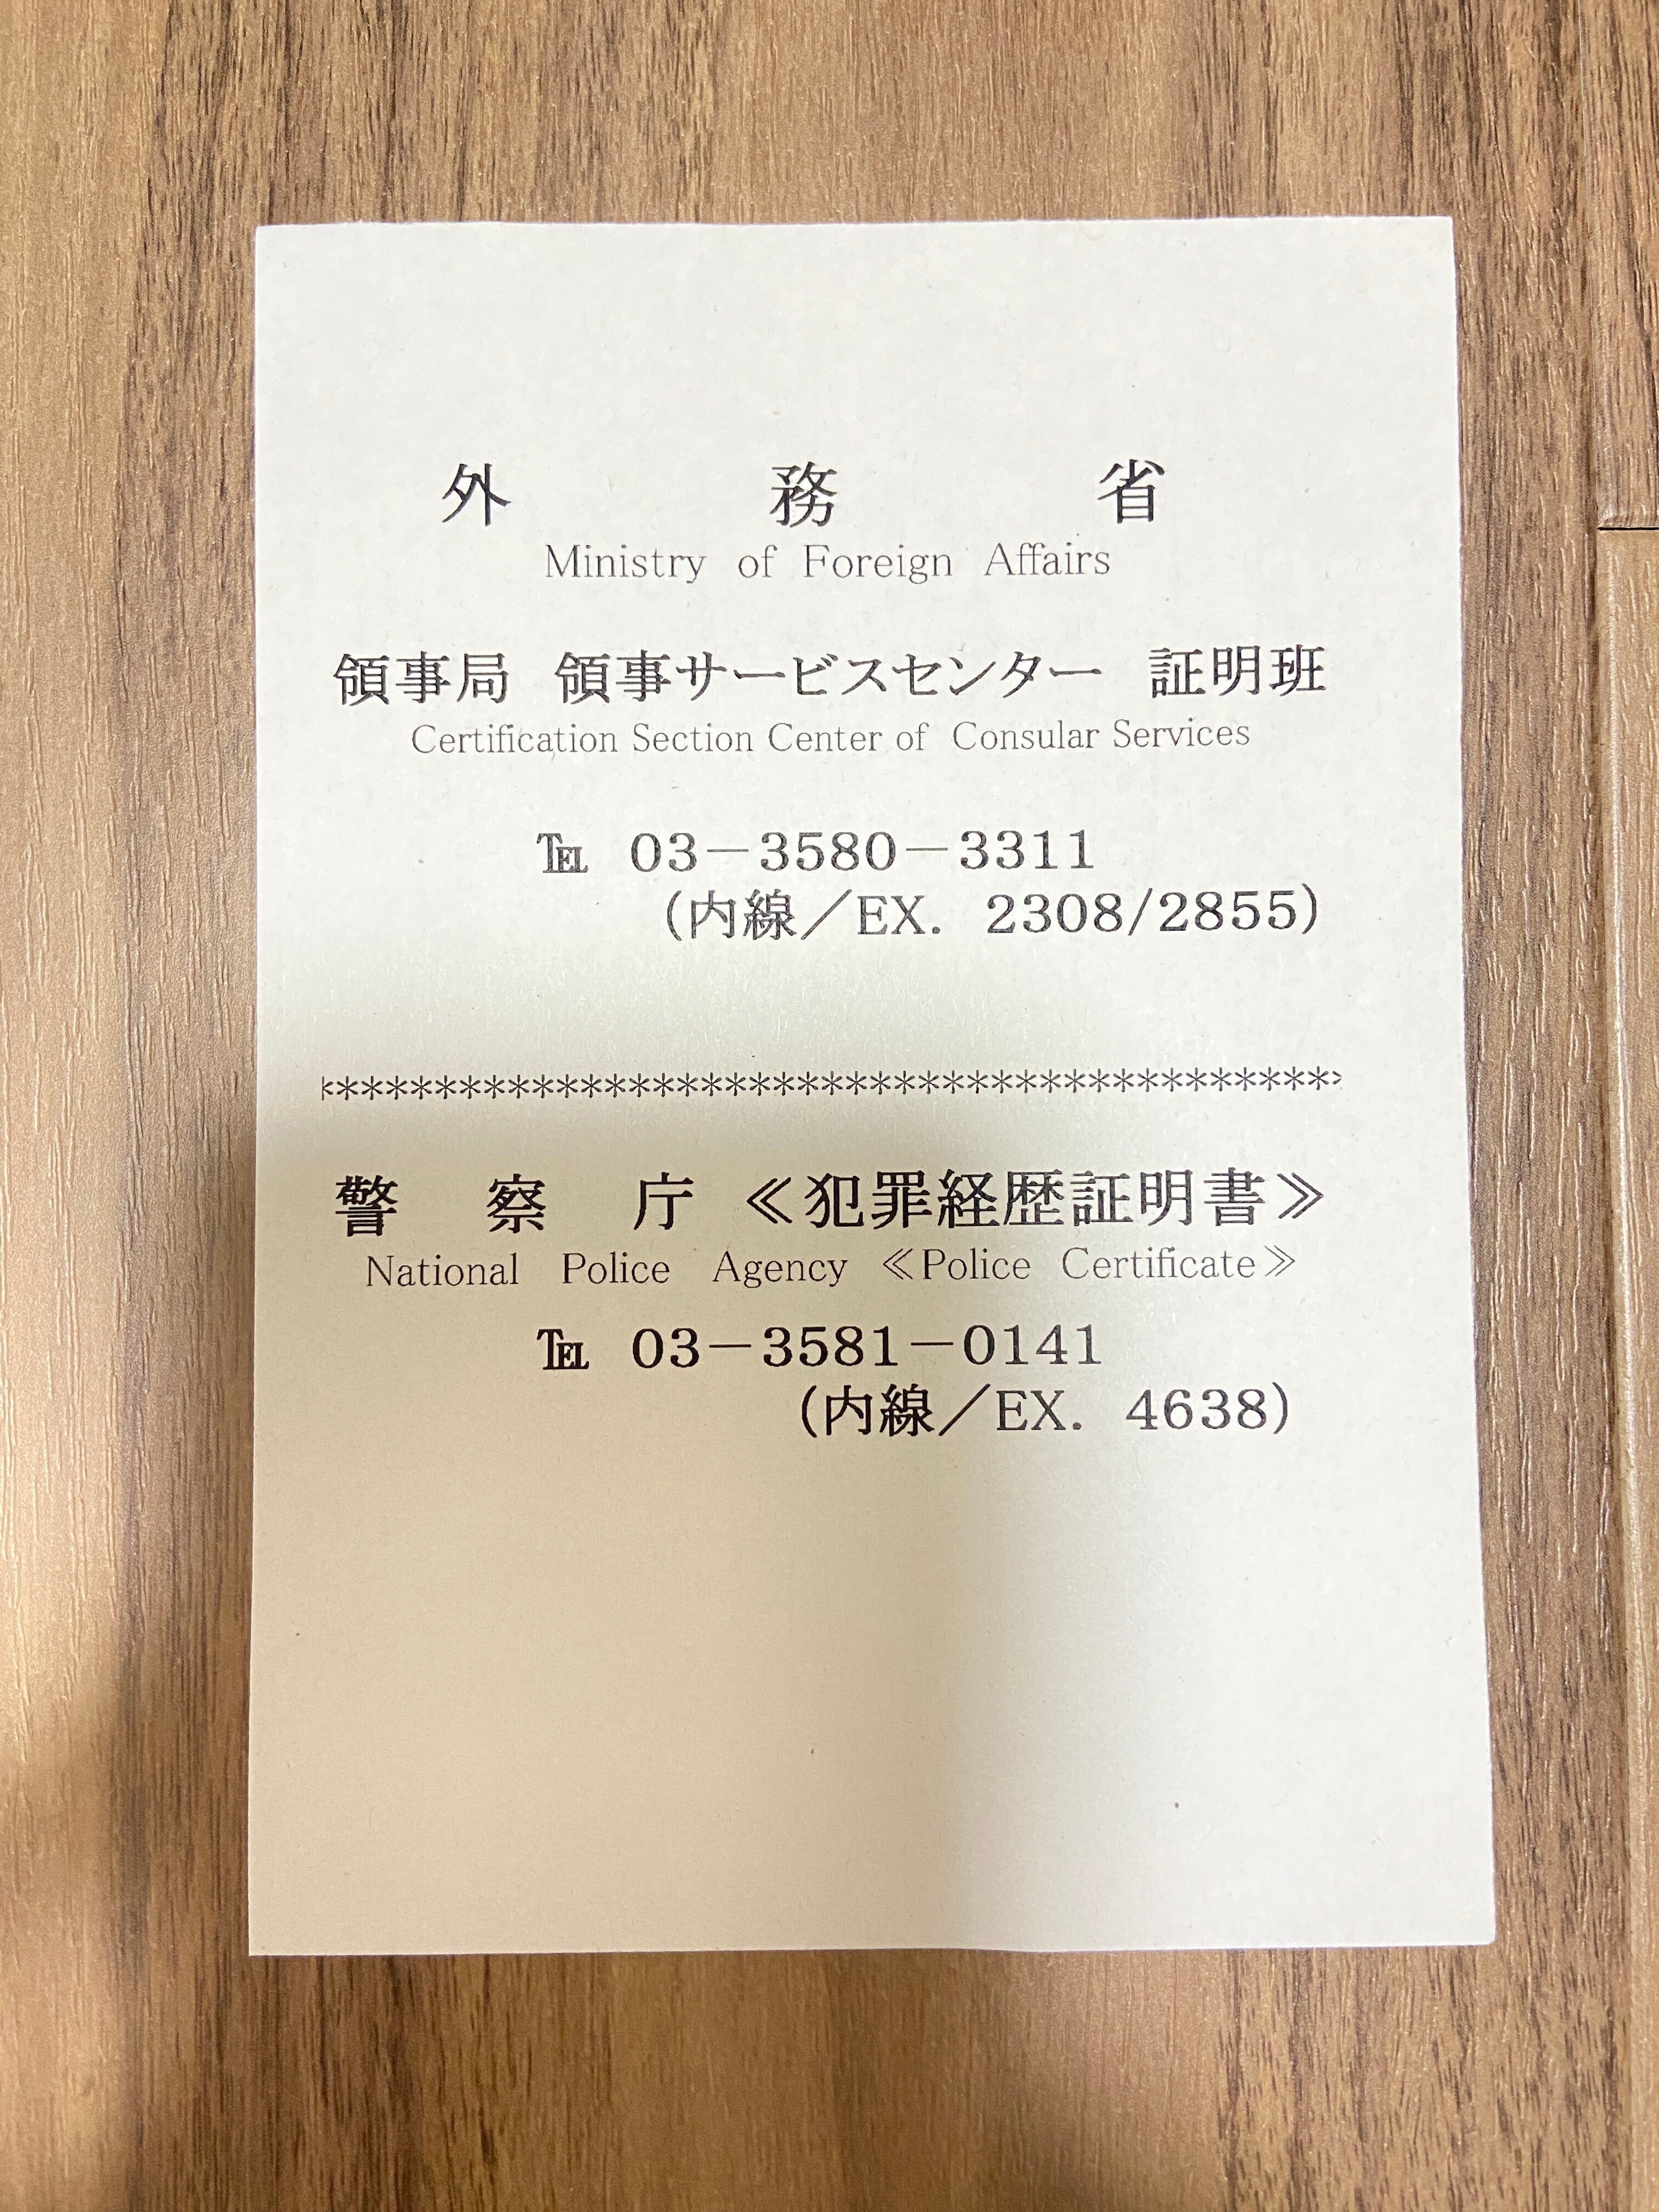 外務省
Ministry of Foreign Affairs
領事局 領事サービスセンター 証明班
Certification Section Center of Consular Services
℡ 03－3580－3311
(内線／EX. 2308/2855)
******************************************
警察庁 ≪犯罪経歴証明書≫
National Police Agency ≪Police Certificate≫
℡ 03－3581－0141
(内線／EX. 4638)